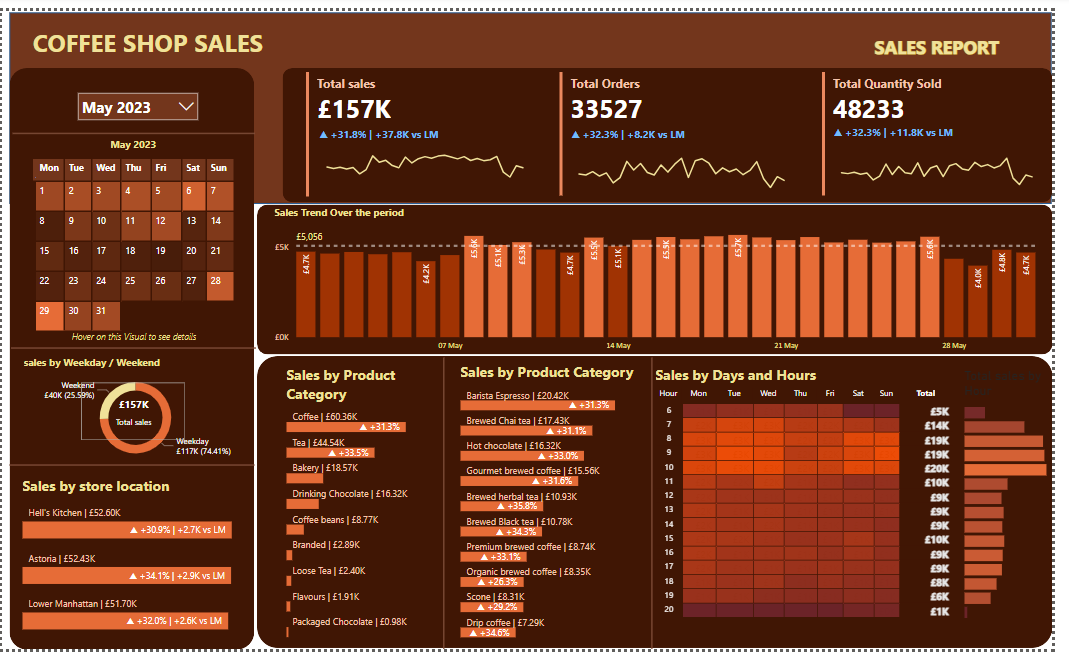 COFFEE SHOP SALES
SALES REPORT
May 2023
May 2023
Mon Tue Wed Thu Fri Sat Sun
1 2 3 4 5 6 7
8 9 10 11 12 13 14
15 16 17 18 19 20 21
22 23 24 25 26 27 28
29 30 31
Hover on this Visual to see details
Total sales
£157K
▲ +31.8% | +37.8K vs LM
Total Orders
33527
▲ +32.3% | +8.2K vs LM
Total Quantity Sold
48233
▲ +32.3% | +11.8K vs LM
Sales Trend Over the period
£5,056
£5K
£0K
£4.7K £4.2K £5.6K £5.1K £5.3K £4.7K £5.5K £5.1K £5.5K £5.7K £5.6K £4.0K £4.8K £4.7K
07 May 14 May 21 May 28 May
sales by Weekday / Weekend
Weekend
£40K (25.59%)
£157K
Total sales
Weekday
£117K (74.41%)
Sales by store location
Hell's Kitchen | £52.60K
▲ +30.9% | +2.7K vs LM
Astoria | £52.43K
▲ +34.1% | +2.9K vs LM
Lower Manhattan | £51.70K
▲ +32.0% | +2.6K vs LM
Sales by Product
Category
Coffee | £60.36K
▲ +31.3%
Tea | £44.54K
▲ +33.5%
Bakery | £18.57K
Drinking Chocolate | £16.32K
Coffee beans | £8.77K
Branded | £2.89K
Loose Tea | £2.40K
Flavours | £1.91K
Packaged Chocolate | £0.98K
Sales by Product Category
Barista Espresso | £20.42K
▲ +31.3%
Brewed Chai tea | £17.43K
▲ +31.1%
Hot chocolate | £16.32K
▲ +33.0%
Gourmet brewed coffee | £15.56K
▲ +31.6%
Brewed herbal tea | £10.93K
▲ +35.8%
Brewed Black tea | £10.78K
▲ +34.3%
Premium brewed coffee | £8.74K
▲ +33.1%
Organic brewed coffee | £8.35K
▲ +26.3%
Scone | £8.31K
▲ +29.2%
Drip coffee | £7.29K
▲ +34.6%
Sales by Days and Hours
Hour Mon Tue Wed Thu Fri Sat Sun Total
6 £5K
7 £14K
8 £19K
9 £19K
10 £20K
11 £10K
12 £9K
13 £9K
14 £9K
15 £10K
16 £9K
17 £9K
18 £8K
19 £6K
20 £1K